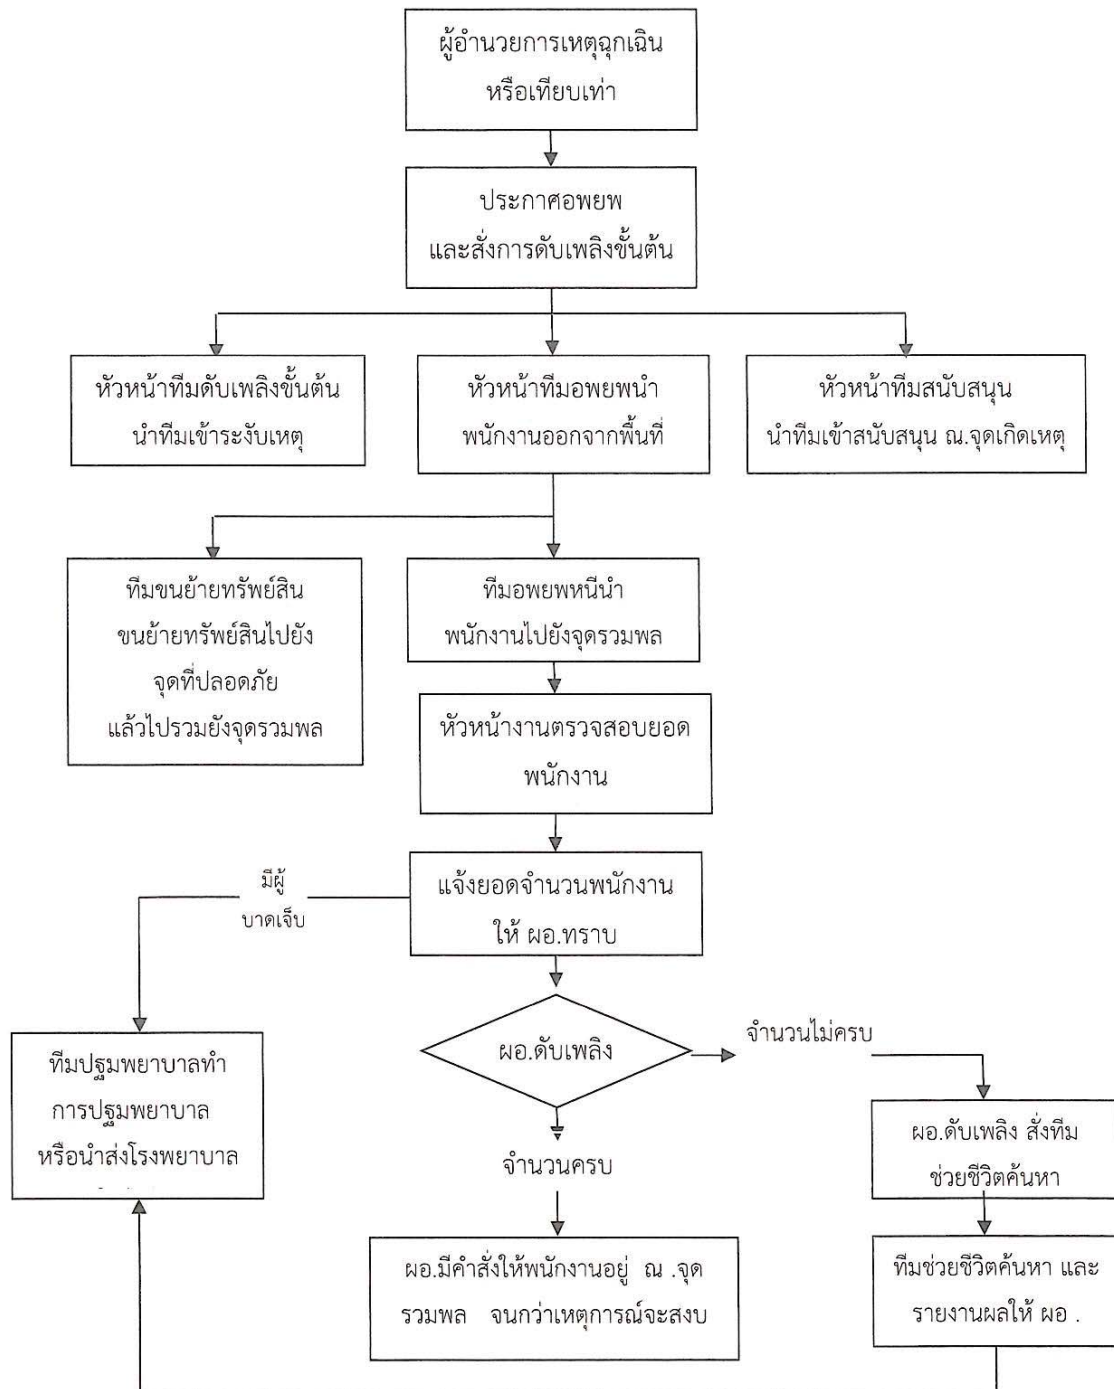 ผู้อำนวยการเหตุฉุกเฉิน
หรือเทียบเท่า
ประกาศอพยพ
และสั่งการดับเพลิงขั้นต้น
หัวหน้าทีมดับเพลิงขั้นต้น
นำทีมเข้าระงับเหตุ
หัวหน้าทีมอพยพนำ
พนักงานออกจากพื้นที่
หัวหน้าทีมสนับสนุน
นำทีมเข้าสนับสนุน ณ.จุดเกิดเหตุ
ทีมขนย้ายทรัพย์สิน
ขนย้ายทรัพย์สินไปยัง
จุดที่ปลอดภัย
แล้วไปรวมยังจุดรวมพล
ทีมอพยพหนีนำ
พนักงานไปยังจุดรวมพล
หัวหน้างานตรวจสอบยอด
พนักงาน
แจ้งยอดจำนวนพนักงาน
ให้ ผอ.ทราบ
มีผู้
บาดเจ็บ
ผอ.ดับเพลิง
จำนวนไม่ครบ
จำนวนครบ
ทีมปฐมพยาบาลทำ
การปฐมพยาบาล
หรือนำส่งโรงพยาบาล
ผอ.ดับเพลิง สั่งทีม
ช่วยชีวิตค้นหา
ผอ.มีคำสั่งให้พนักงานอยู่ ณ .จุด
รวมพล จนกว่าเหตุการณ์จะสงบ
ทีมช่วยชีวิตค้นหา และ
รายงานผลให้ ผอ .